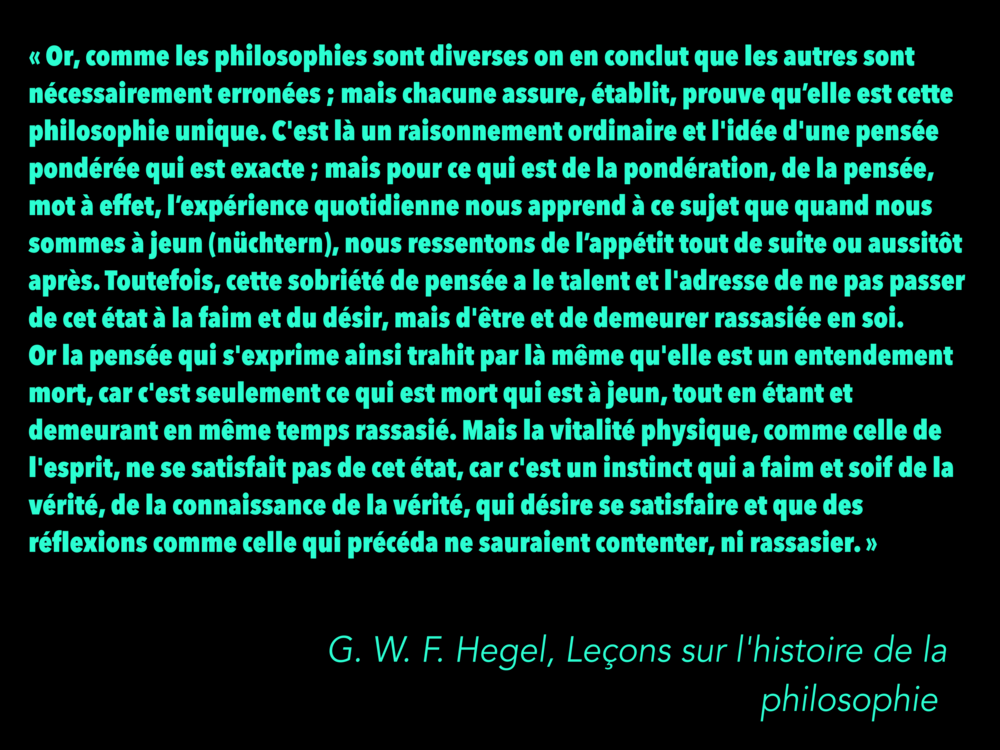 « Or, comme les philosophies sont diverses on en conclut que les autres sont
nécessairement erronées ; mais chacune assure, établit, prouve qu’elle est cette
philosophie unique. C'est là un raisonnement ordinaire et l'idée d'une pensée
pondérée qui est exacte ; mais pour ce qui est de la pondération, de la pensée,
mot à effet, l’expérience quotidienne nous apprend à ce sujet que quand nous
sommes à jeun (nüchtern), nous ressentons de l’appétit tout de suite ou aussitôt
après. Toutefois, cette sobriété de pensée a le talent et l'adresse de ne pas passer
de cet état à la faim et du désir, mais d'être et de demeurer rassasiée en soi.
Or la pensée qui s'exprime ainsi trahit par là même qu'elle est un entendement
mort, car c'est seulement ce qui est mort qui est à jeun, tout en étant et
demeurant en même temps rassasié. Mais la vitalité physique, comme celle de
l'esprit, ne se satisfait pas de cet état, car c'est un instinct qui a faim et soif de la
vérité, de la connaissance de la vérité, qui désire se satisfaire et que des
réflexions comme celle qui précéda ne sauraient contenter, ni rassasier. »
G. W. F. Hegel, Leçons sur l'histoire de la
philosophie